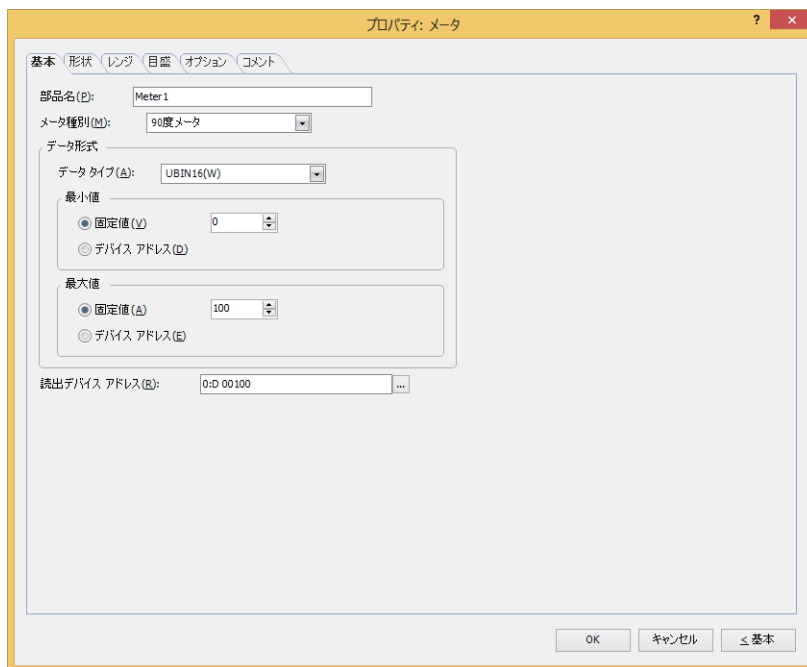 プロパティ: メータ
? ×
基本 形状 レンジ 目盛 オプション コメント
部品名(P): Meter1
メータ種別(M): 90度メータ
データ形式
データ タイプ(A): UBIN16(W)
最小値
固定値(V) 0
デバイス アドレス(D)
最大値
固定値(A) 100
デバイス アドレス(E)
読出デバイス アドレス(R): 0:D 00100 ...
OK キャンセル < 基本